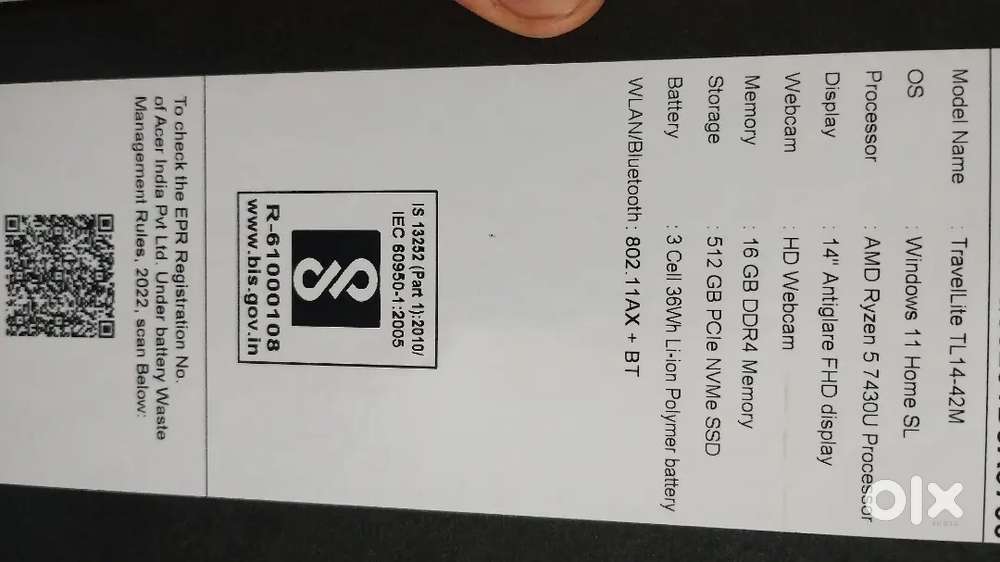 Model Name : TravelLite TL14-42M
OS : Windows 11 Home SL
Processor : AMD Ryzen 5 7430U Processor
Display : 14" Antiglare FHD display
Webcam : HD Webcam
Memory : 16 GB DDR4 Memory
Storage : 512 GB PCIe NVMe SSD
Battery : 3 Cell 36Wh Li-ion Polymer battery
WLAN/Bluetooth : 802.11AX + BT
IS 13252 (Part 1):2010/
IEC 60950-1:2005
R-61000108
www.bis.gov.in
To check the EPR Registration No.
of Acer India Pvt Ltd. Under battery Waste
Management Rules, 2022, scan Below:
olx
INDIA